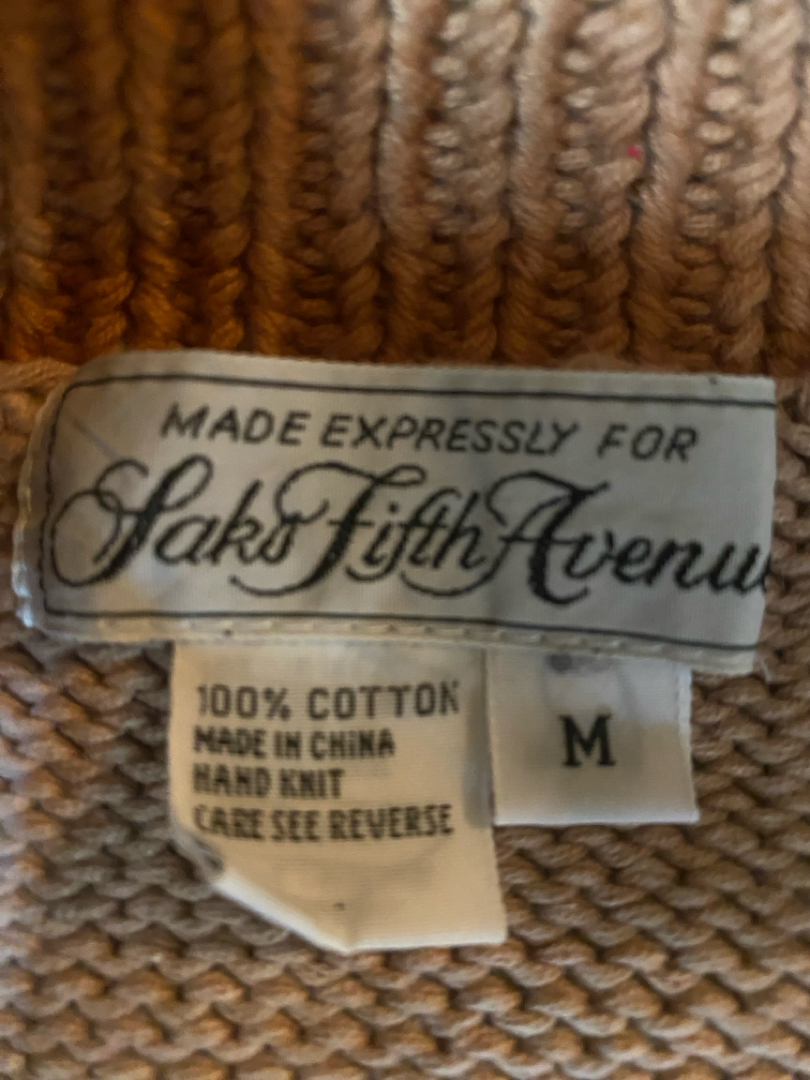 MADE EXPRESSLY FOR
Saks Fifth Avenue
100% COTTON
MADE IN CHINA
HAND KNIT
CARE SEE REVERSE
M